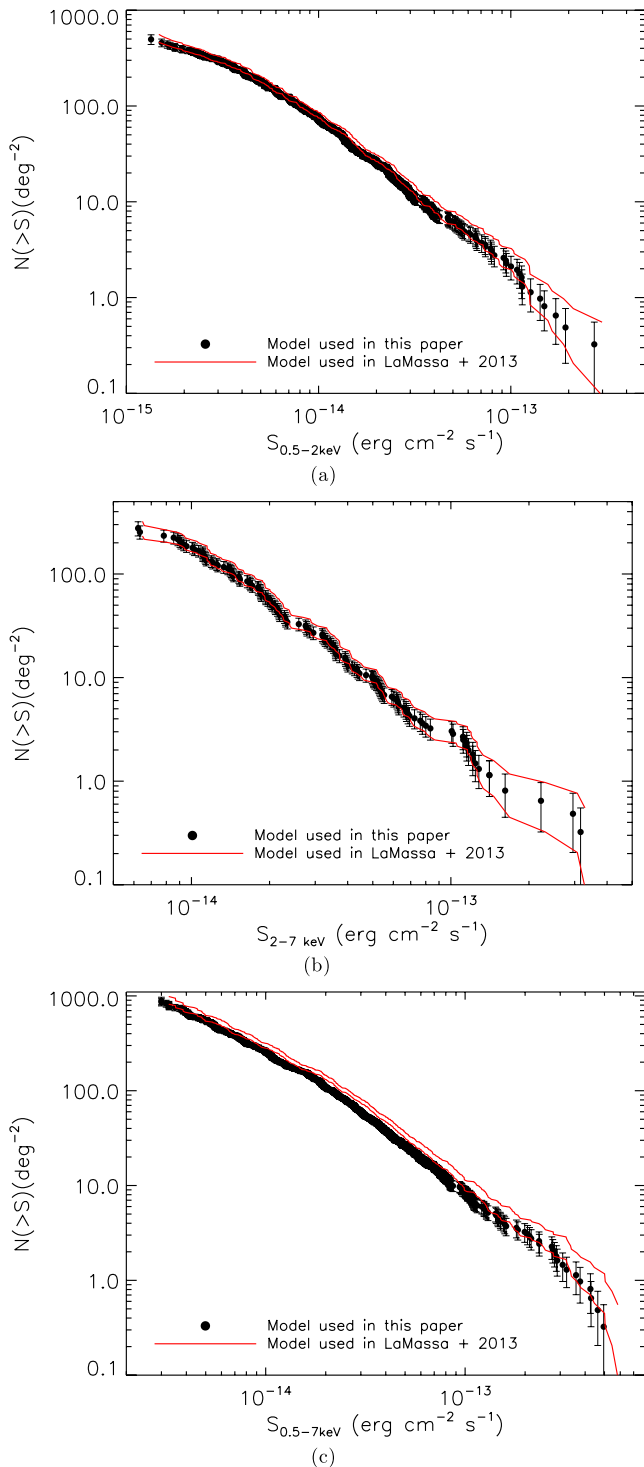 100.0
10.0
1.0
0.1
N(>S)(deg⁻²)
Model used in this paper
Model used in LaMassa + 2013
10⁻¹⁵
10⁻¹⁴
10⁻¹³
S₀.₅₋₂keV (erg cm⁻² s⁻¹)
(a)
100.0
10.0
1.0
0.1
N(>S)(deg⁻²)
Model used in this paper
Model used in LaMassa + 2013
10⁻¹⁴
10⁻¹³
S₂₋₇ keV (erg cm⁻² s⁻¹)
(b)
1000.0
100.0
10.0
1.0
0.1
N(>S)(deg⁻²)
Model used in this paper
Model used in LaMassa + 2013
10⁻¹⁴
10⁻¹³
S₀.₅₋₇keV (erg cm⁻² s⁻¹)
(c)